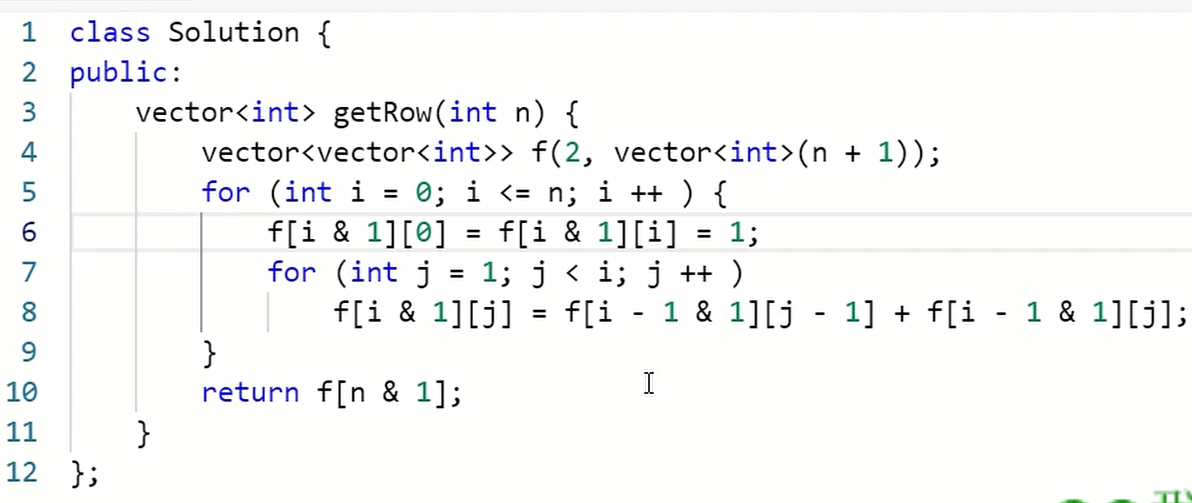 1 class Solution {
2 public:
3 vector<int> getRow(int n) {
4 vector<vector<int>> f(2, vector<int>(n + 1));
5 for (int i = 0; i <= n; i ++ ) {
6 f[i & 1][0] = f[i & 1][i] = 1;
7 for (int j = 1; j < i; j ++ )
8 f[i & 1][j] = f[i - 1 & 1][j - 1] + f[i - 1 & 1][j];
9 }
10 return f[n & 1];
11 }
12 };